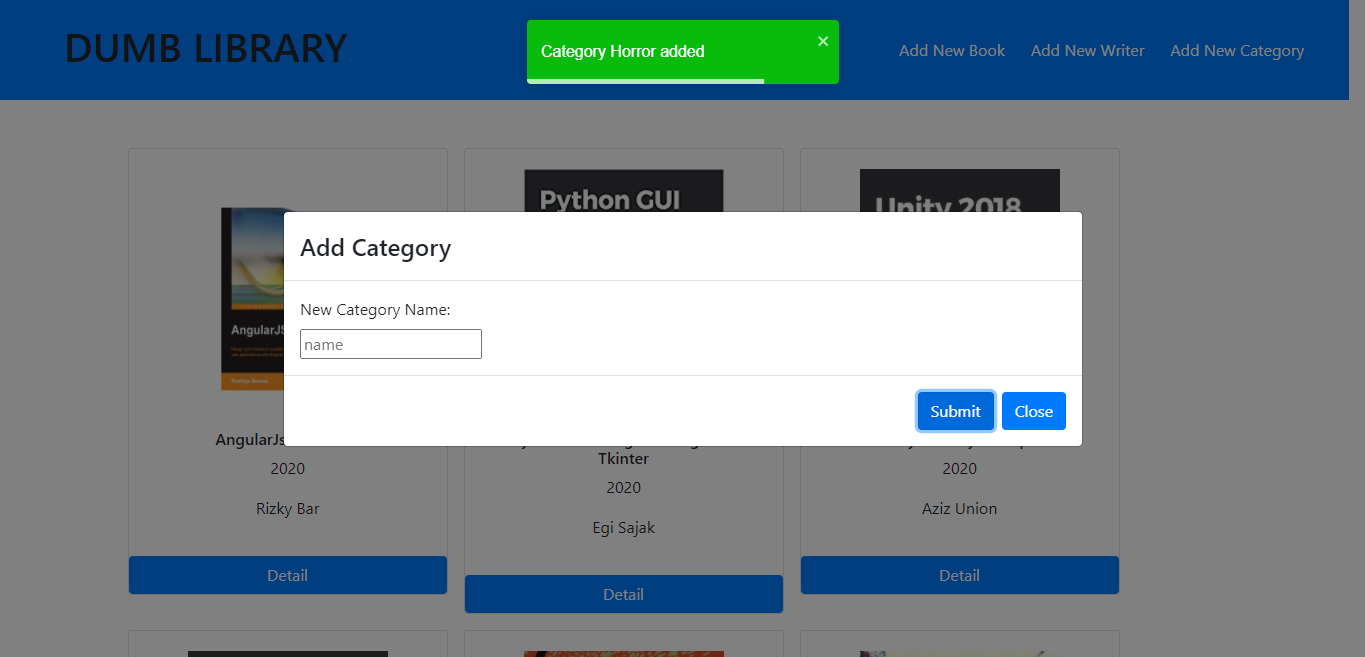 DUMB LIBRARY
Category Horror added
Add New Book
Add New Writer
Add New Category
Python GUI
Unity 2018
Add Category
New Category Name:
name
Submit
Close
AngularJS
Tkinter
2020
2020
2020
Rizky Bar
Egi Sajak
Aziz Union
Detail
Detail
Detail